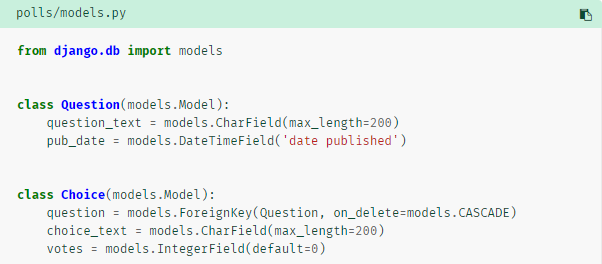 polls/models.py
from django.db import models
class Question(models.Model):
question_text = models.CharField(max_length=200)
pub_date = models.DateTimeField('date published')
class Choice(models.Model):
question = models.ForeignKey(Question, on_delete=models.CASCADE)
choice_text = models.CharField(max_length=200)
votes = models.IntegerField(default=0)